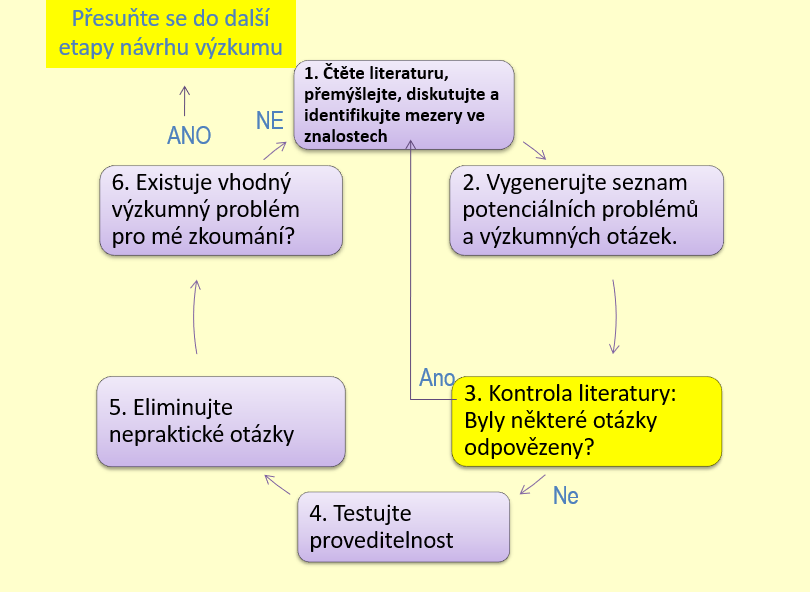 Přesuňte se do další
etapy návrhu výzkumu
1. Čtěte literaturu,
přemýšlejte, diskutujte a
identifikujte mezery ve
znalostech
NE
ANO
6. Existuje vhodný
výzkumný problém
pro mé zkoumání?
2. Vygenerujte seznam
potenciálních problémů
a výzkumných otázek.
Ano
3. Kontrola literatury:
Byly některé otázky
odpovězeny?
5. Eliminujte
nepraktické otázky
Ne
4. Testujte
proveditelnost